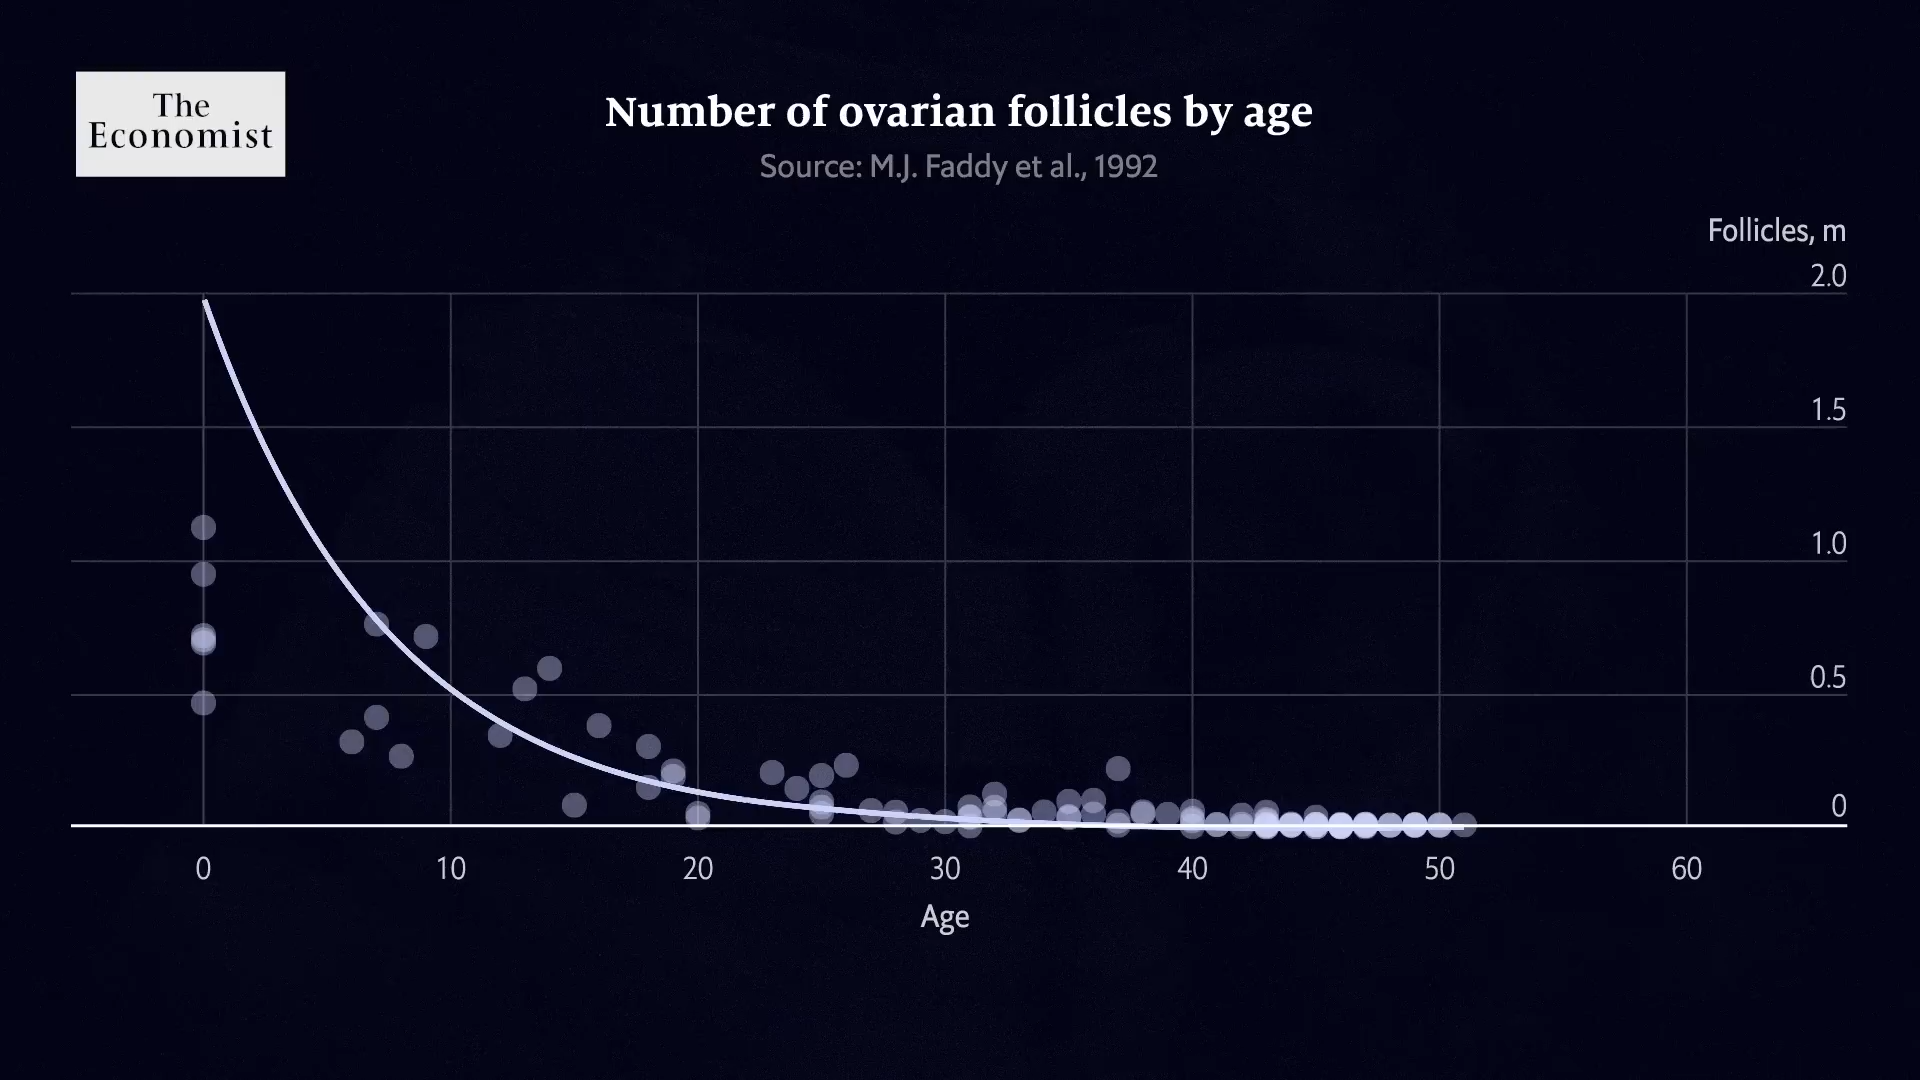 The
Economist
Number of ovarian follicles by age
Source: M.J. Faddy et al., 1992
Follicles, m
2.0
1.5
1.0
0.5
0
0 10 20 30 40 50 60
Age